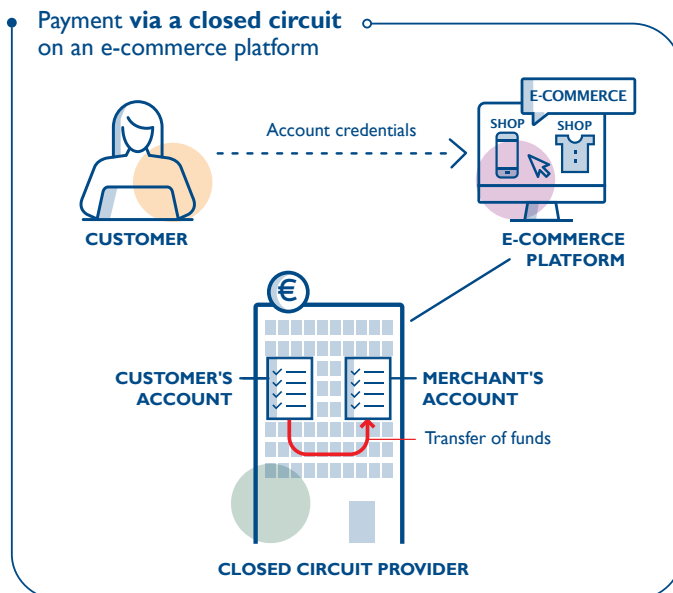 Payment via a closed circuit
on an e-commerce platform
E-COMMERCE
SHOP
SHOP
Account credentials
CUSTOMER
E-COMMERCE
PLATFORM
€
CUSTOMER'S
ACCOUNT
MERCHANT'S
ACCOUNT
Transfer of funds
CLOSED CIRCUIT PROVIDER